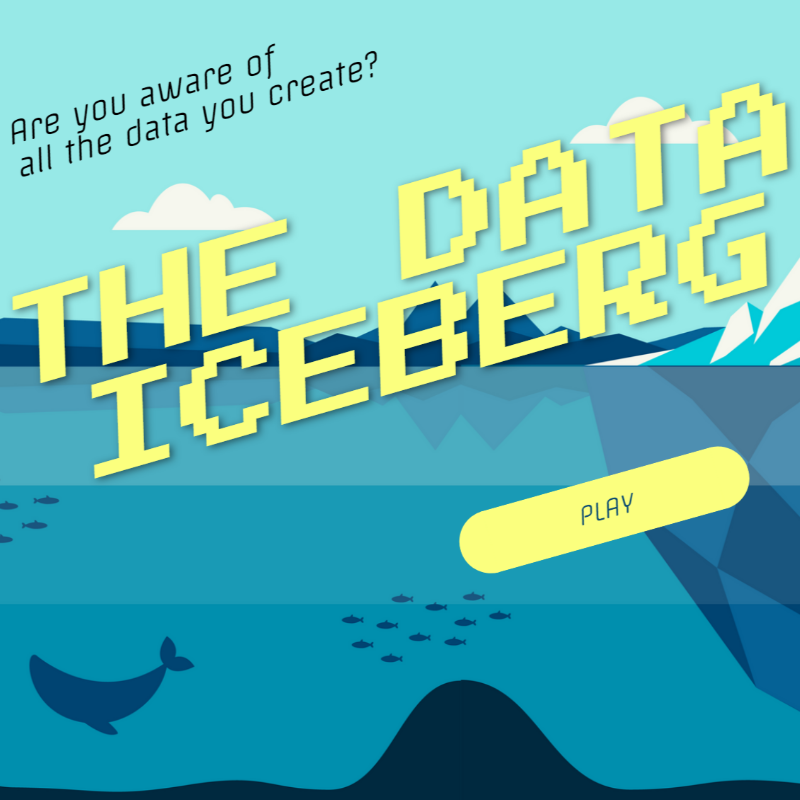 Are you aware of
all the data you create?
THE DATA
ICEBERG
PLAY